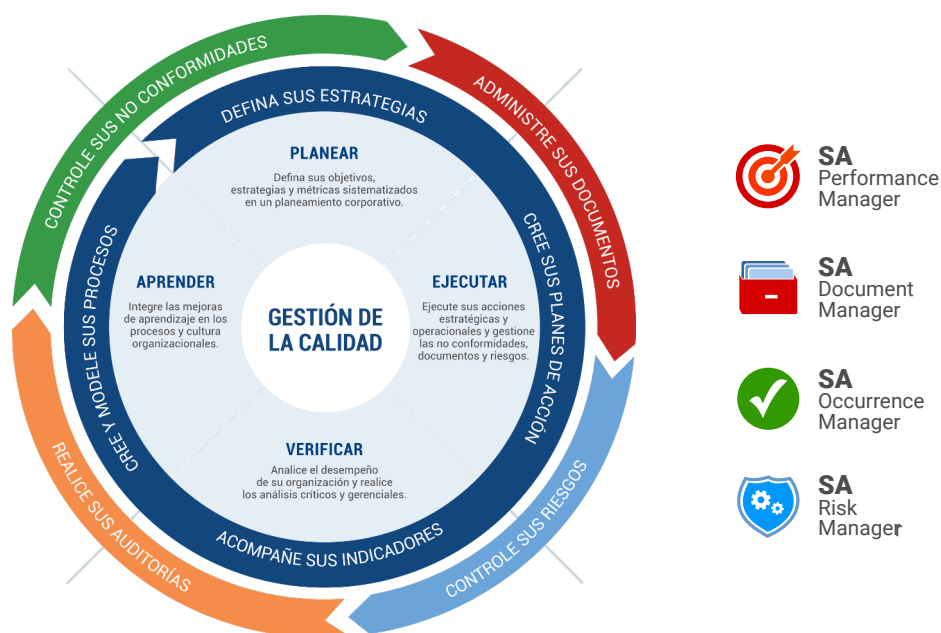 CONTROLE SUS NO CONFORMIDADES
ADMINISTRE SUS DOCUMENTOS
CONTROLE SUS RIESGOS
REALICE SUS AUDITORÍAS
DEFINA SUS ESTRATEGIAS
CREE SUS PLANES DE ACCIÓN
ACOMPAÑE SUS INDICADORES
CREE Y MODELE SUS PROCESOS
PLANEAR
Defina sus objetivos,
estrategias y métricas sistematizados
en un planeamiento corporativo.
APRENDER
Integre las mejoras
de aprendizaje en los
procesos y cultura
organizacionales.
GESTIÓN DE
LA CALIDAD
EJECUTAR
Ejecute sus acciones
estratégicas y
operacionales y gestione
las no conformidades,
documentos y riesgos.
VERIFICAR
Analice el desempeño
de su organización y realice
los análisis críticos y gerenciales.
SA
Performance
Manager
SA
Document
Manager
SA
Occurrence
Manager
SA
Risk
Manager